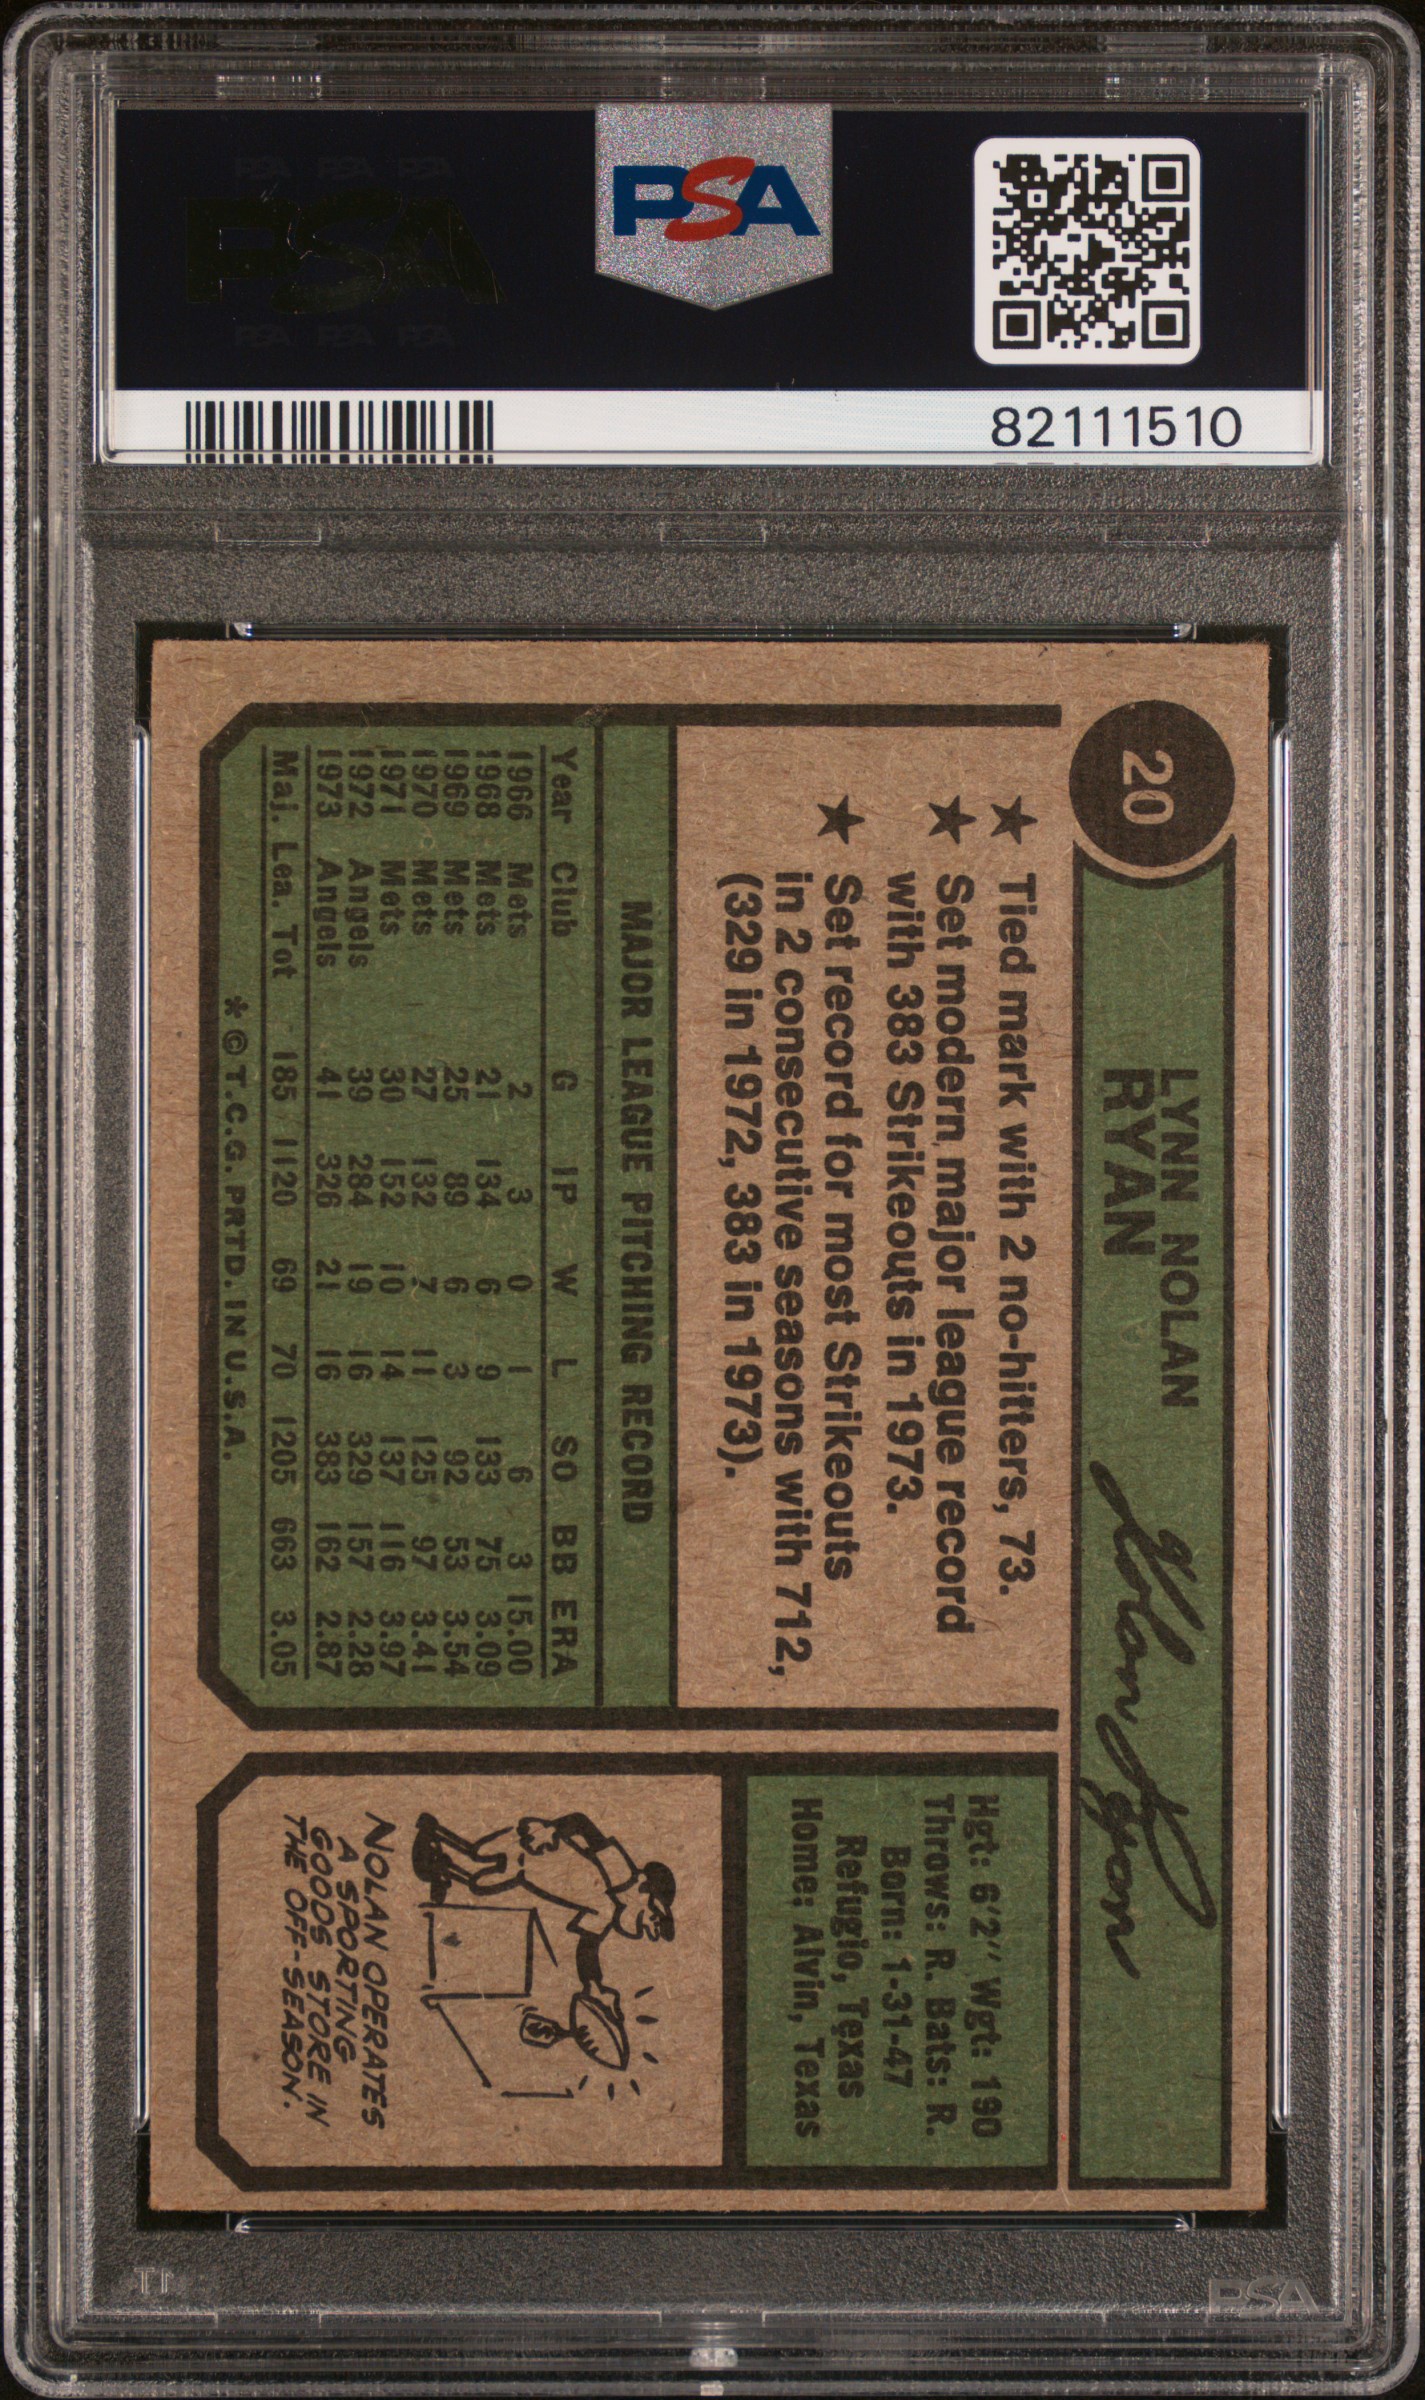 PSA
82111510
20
LYNN NOLAN
RYAN
Nolan Ryan
★ Tied mark with 2 no-hitters, 73.
★ Set modern major league record
with 383 Strikeouts in 1973.
★ Set record for most Strikeouts
in 2 consecutive seasons with 712,
(329 in 1972, 383 in 1973).
MAJOR LEAGUE PITCHING RECORD
Year Club G IP W L SO BB ERA
1966 Mets 2 3 0 1 6 3 15.00
1968 Mets 21 134 6 9 133 75 3.09
1969 Mets 25 89 6 3 92 53 3.54
1970 Mets 27 132 7 11 125 97 3.41
1971 Mets 30 152 10 14 137 116 3.97
1972 Angels 39 284 19 16 329 157 2.28
1973 Angels 41 326 21 16 383 162 2.87
Maj. Lea. Tot 185 1120 69 70 1205 663 3.05
*© T.C.G. PRTD. IN U.S.A.
Hgt: 6'2" Wgt: 190
Throws: R. Bats: R.
Born: 1-31-47
Refugio, Texas
Home: Alvin, Texas
$
NOLAN OPERATES
A SPORTING
GOODS STORE IN
THE OFF-SEASON.
PSA